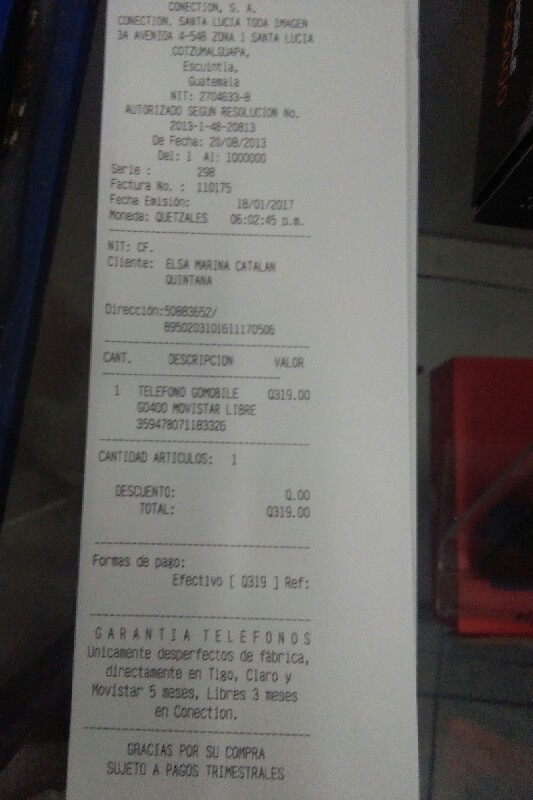 CONECTION, S. A.
CONECTION, SANTA LUCIA TODA IMAGEN
3A AVENIDA 4-548 ZONA 1 SANTA LUCIA
COTZUMALGUAPA,
Escuintla,
Guatemala
NIT: 2704633-8
AUTORIZADO SEGUN RESOLUCION No.
2013-1-48-20813
De Fecha: 20/08/2013
Del: 1 Al: 1000000
Serie : 298
Factura No. : 110175
Fecha Emisión: 18/01/2017
Moneda: QUETZALES 06:02:45 p.m.
NIT: CF.
Cliente: ELSA MARINA CATALAN
QUINTANA
Dirección:50883652/
8950203101611170506
CANT. DESCRIPCION VALOR
1 TELEFONO GOMOBILE Q319.00
GO400 MOVISTAR LIBRE
359478071183326
CANTIDAD ARTICULOS: 1
DESCUENTO: 0.00
TOTAL: Q319.00
Formas de pago:
Efectivo [ Q319 ] Ref:
GARANTIA TELEFONOS
Unicamente desperfectos de fábrica,
directamente en Tigo, Claro y
Movistar 5 meses, Libres 3 meses
en Conection.
GRACIAS POR SU COMPRA
SUJETO A PAGOS TRIMESTRALES